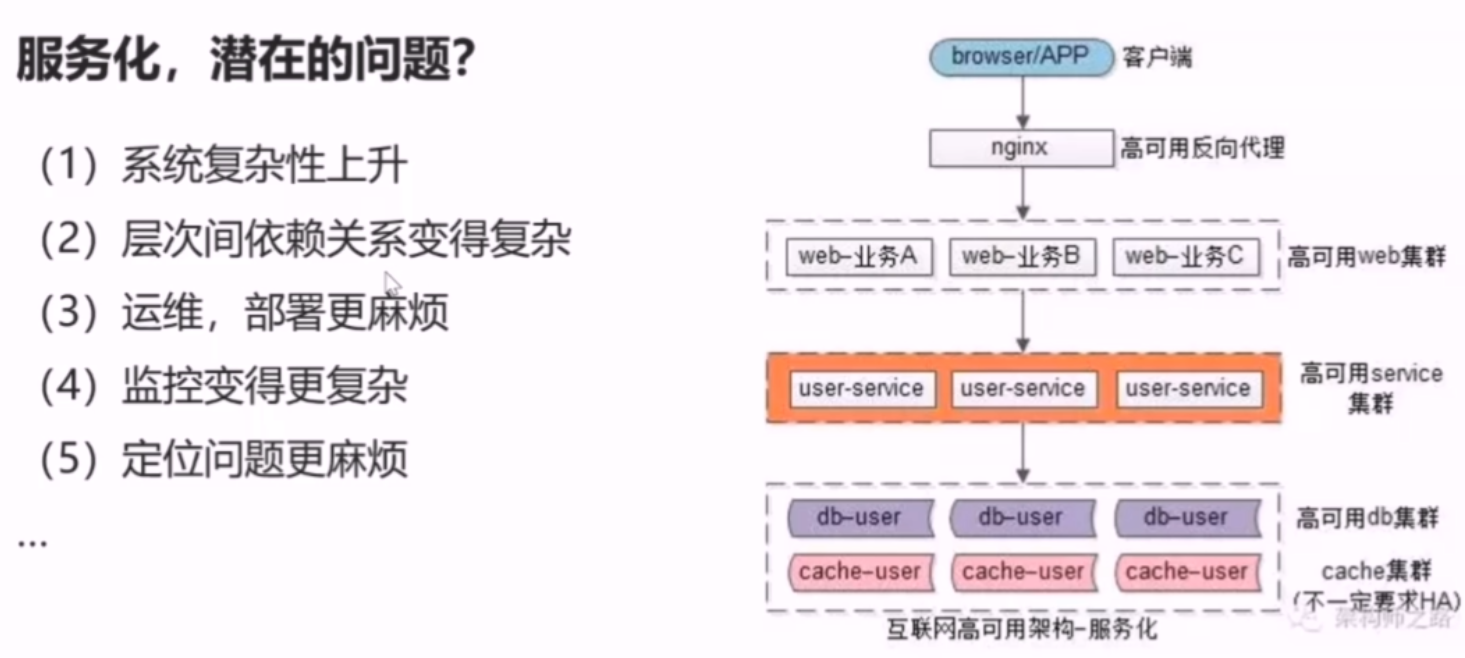 服务化，潜在的问题？
（1）系统复杂性上升
（2）层次间依赖关系变得复杂
（3）运维，部署更麻烦
（4）监控变得更复杂
（5）定位问题更麻烦
...
browser/APP 客户端
nginx 高可用反向代理
web-业务A web-业务B web-业务C 高可用web集群
user-service user-service user-service 高可用service
集群
db-user db-user db-user 高可用db集群
cache-user cache-user cache-user cache集群
(不一定要求HA)
架构师之路
互联网高可用架构-服务化